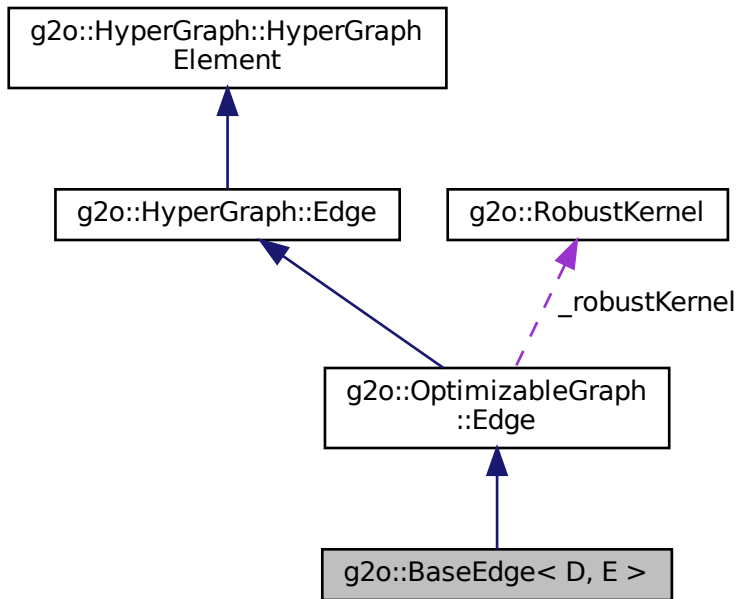 g2o::HyperGraph::HyperGraph
Element
g2o::HyperGraph::Edge
g2o::RobustKernel
_robustKernel
g2o::OptimizableGraph
::Edge
g2o::BaseEdge< D, E >